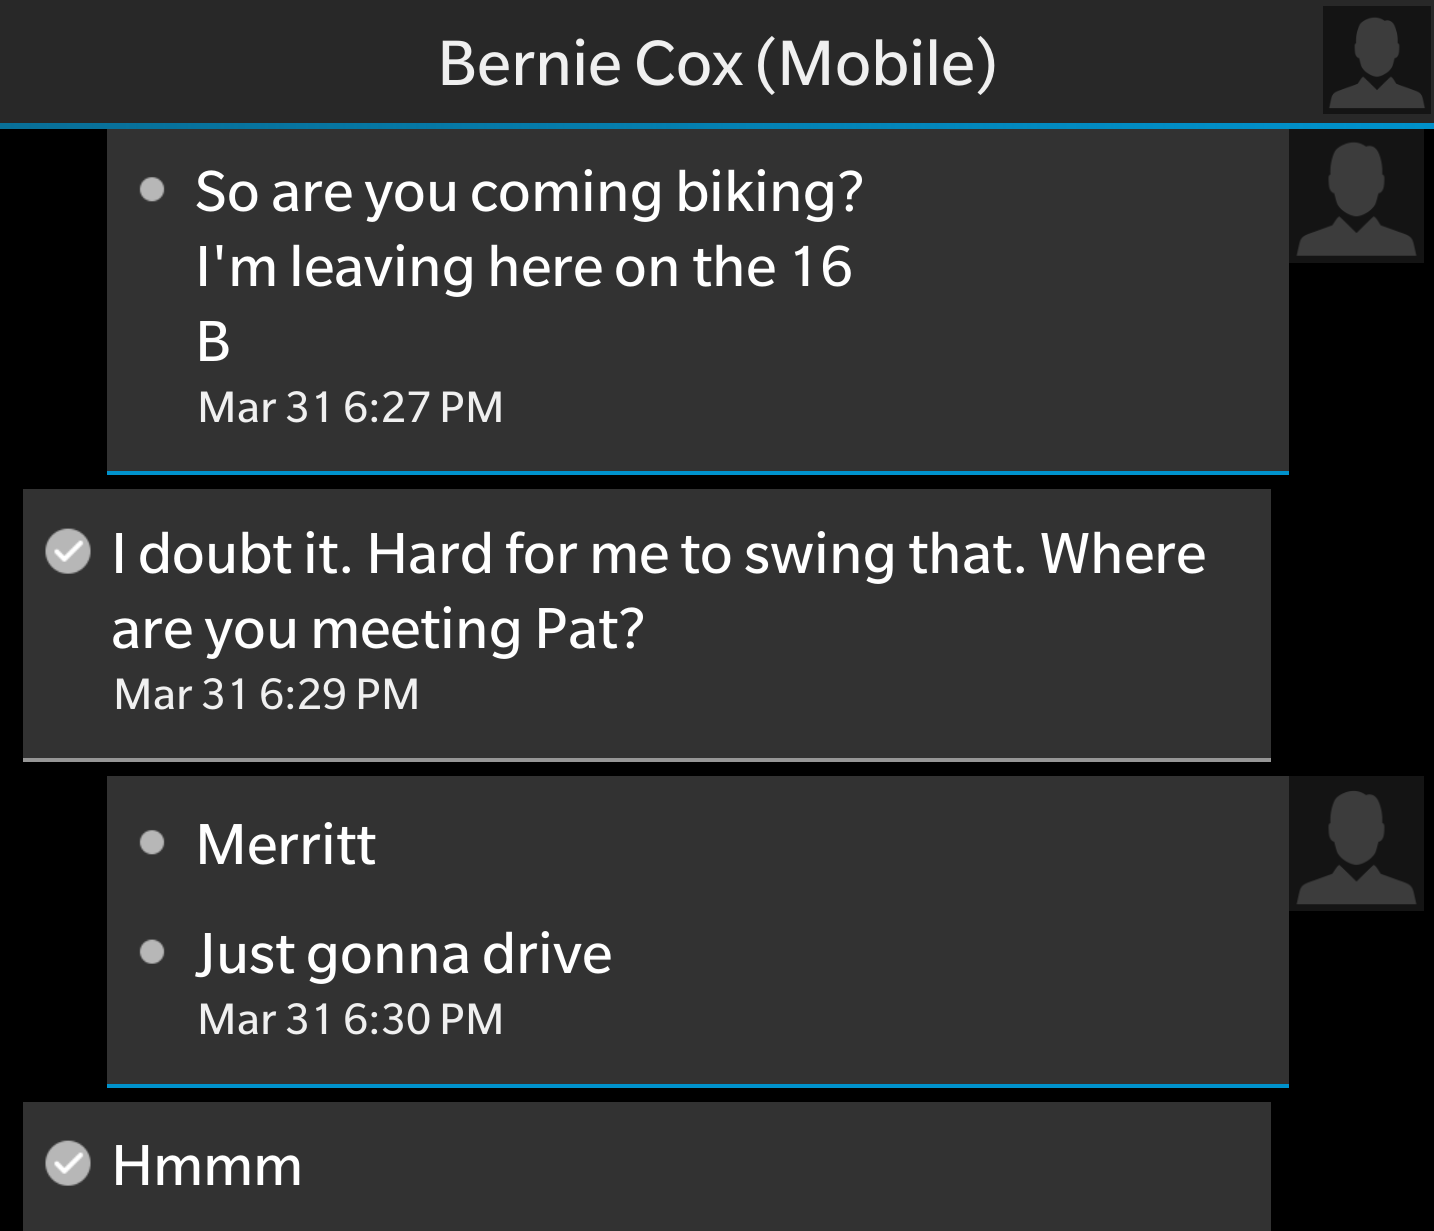 Bernie Cox (Mobile)
So are you coming biking?
I'm leaving here on the 16
B
Mar 31 6:27 PM
I doubt it. Hard for me to swing that. Where
are you meeting Pat?
Mar 31 6:29 PM
Merritt
Just gonna drive
Mar 31 6:30 PM
Hmmm